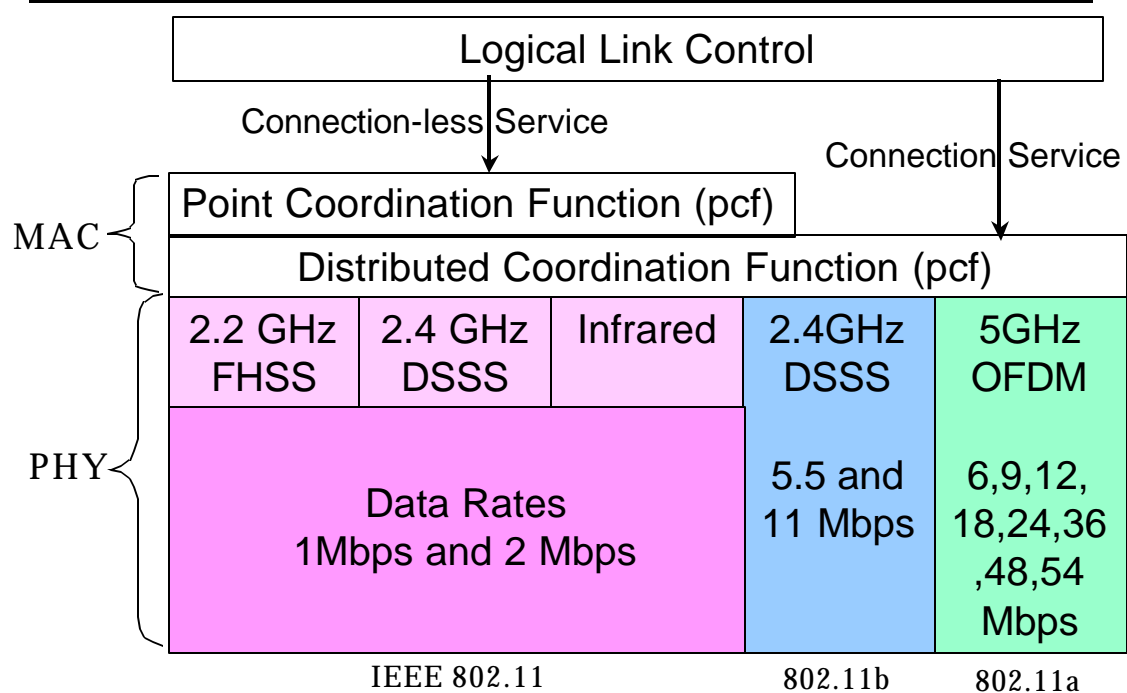 Logical Link Control
Connection-less Service
Connection Service
Point Coordination Function (pcf)
MAC
Distributed Coordination Function (pcf)
2.2 GHz
FHSS
2.4 GHz
DSSS
Infrared
2.4GHz
DSSS
5GHz
OFDM
PHY
Data Rates
1Mbps and 2 Mbps
5.5 and
11 Mbps
6,9,12,
18,24,36
,48,54
Mbps
IEEE 802.11
802.11b
802.11a